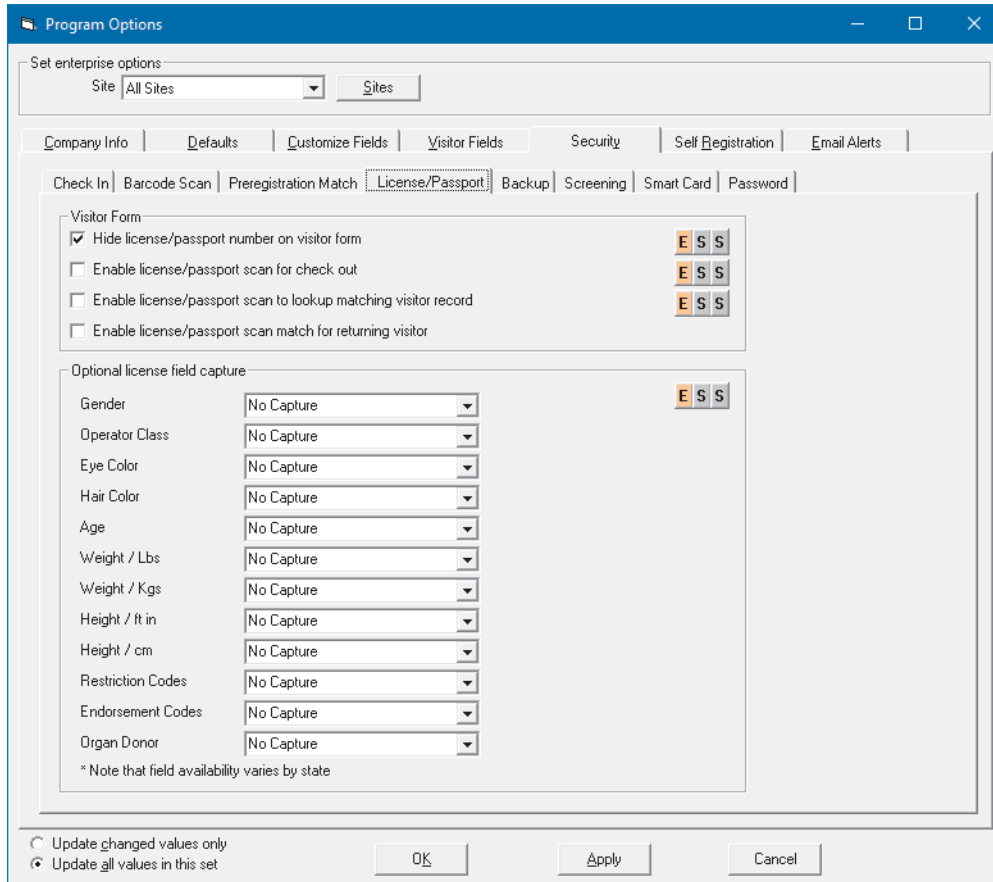 Program Options
Set enterprise options
Site All Sites Sites
Company Info Defaults Customize Fields Visitor Fields Security Self Registration Email Alerts
Check In Barcode Scan Preregistration Match License/Passport Backup Screening Smart Card Password
Visitor Form
Hide license/passport number on visitor form E S S
Enable license/passport scan for check out E S S
Enable license/passport scan to lookup matching visitor record E S S
Enable license/passport scan match for returning visitor
Optional license field capture
E S S
Gender No Capture
Operator Class No Capture
Eye Color No Capture
Hair Color No Capture
Age No Capture
Weight / Lbs No Capture
Weight / Kgs No Capture
Height / ft in No Capture
Height / cm No Capture
Restriction Codes No Capture
Endorsement Codes No Capture
Organ Donor No Capture
* Note that field availability varies by state
Update changed values only
Update all values in this set
OK Apply Cancel